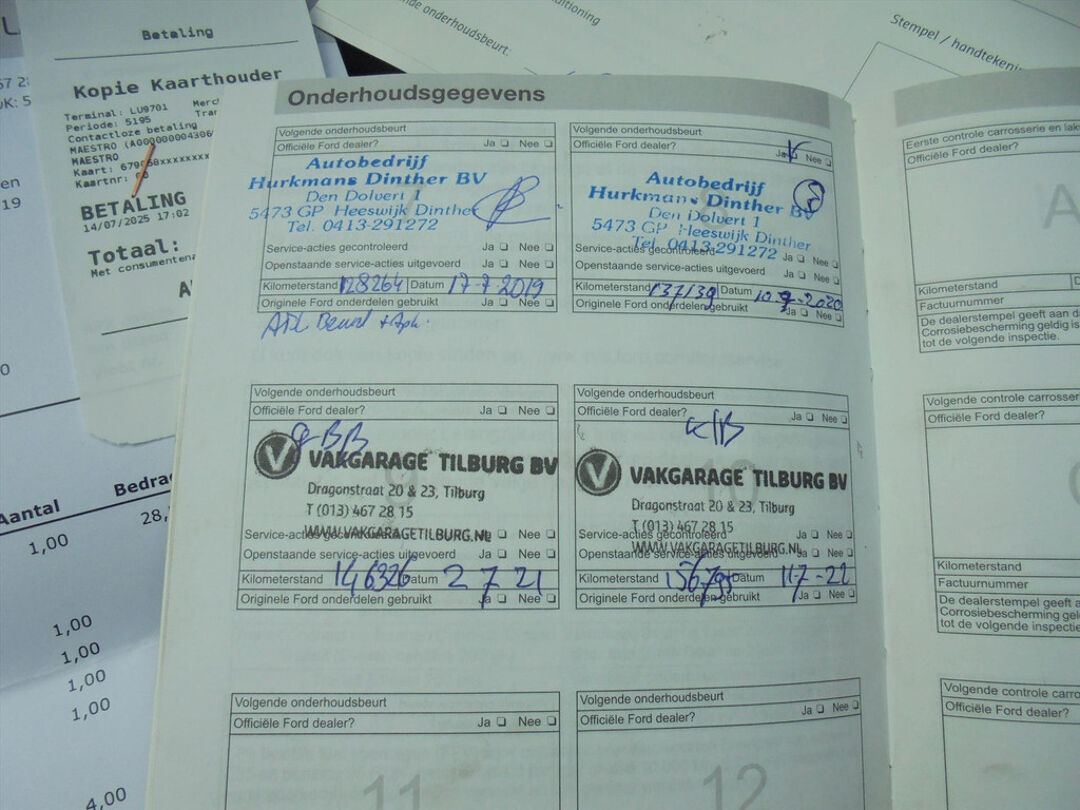 Betaling
Kopie Kaarthouder
Terminal: LU9701
Periode: 5195
Contactloze betaling
MAESTRO
MAESTRO
Kaart:
Kaartnr:
BETALING
14/07/2025 17:02
Totaal:
Met
Aantal
28,
1,00
1,00
1,00
1,00
1,00
4,00
onderhoudsbeurt:
Stempel / handtekening
Onderhoudsgegevens
Volgende onderhoudsbeurt
Officiële Ford dealer? Ja Nee
Autobedrijf
Hurkmans Dinther BV
Den Dolvert 1
5473 GP Heeswijk Dinther
Tel. 0413-291272
Service-acties gecontroleerd Ja Nee
Openstaande service-acties uitgevoerd Ja Nee
Kilometerstand 128264 Datum 17-7-2019
Originele Ford onderdelen gebruikt Ja Nee
Volgende onderhoudsbeurt
Officiële Ford dealer? Ja Nee
Autobedrijf
Hurkmans Dinther BV
Den Dolvert 1
5473 GP Heeswijk Dinther
Tel. 0413-291272
Service-acties gecontroleerd Ja Nee
Openstaande service-acties uitgevoerd Ja Nee
Kilometerstand 137139 Datum 10-9-2020
Originele Ford onderdelen gebruikt Ja Nee
Volgende onderhoudsbeurt
Officiële Ford dealer? Ja Nee
VAKGARAGE TILBURG BV
Dragonstraat 20 & 23, Tilburg
T (013) 467 28 15
WWW.VAKGARAGETILBURG.NL
Service-acties gecontroleerd Nee
Openstaande service-acties uitgevoerd Ja Nee
Kilometerstand 146326 Datum 2 7 21
Originele Ford onderdelen gebruikt Ja Nee
Volgende onderhoudsbeurt
Officiële Ford dealer? Ja Nee
VAKGARAGE TILBURG BV
Dragonstraat 20 & 23, Tilburg
T (013) 467 28 15
WWW.VAKGARAGETILBURG.NL
Service-acties gecontroleerd Ja Nee
Openstaande service-acties uitgevoerd Ja Nee
Kilometerstand Datum 11-7-22
Originele Ford onderdelen gebruikt Ja Nee
Volgende onderhoudsbeurt
Officiële Ford dealer? Ja Nee
11
Volgende onderhoudsbeurt
Officiële Ford dealer? Ja Nee
12
Eerste controle carrosserie en lak
Officiële Ford dealer?
A
Kilometerstand
Factuurnummer
De dealerstempel geeft aan
Corrosiebescherming geldig is
tot de volgende inspectie.
Volgende controle carrosserie
Officiële Ford dealer?
Kilometerstand
Factuurnummer
De dealerstempel geeft
Corrosiebescherming
tot de volgende inspectie
Volgende controle
Officiële Ford dealer?